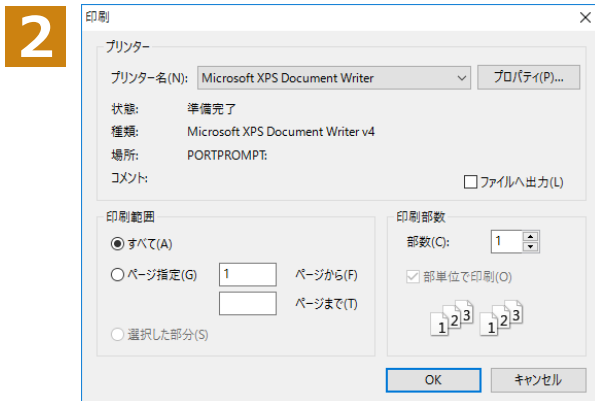 2
印刷
プリンター
プリンター名(N): Microsoft XPS Document Writer プロパティ(P)...
状態: 準備完了
種類: Microsoft XPS Document Writer v4
場所: PORTPROMPT:
コメント: ファイルへ出力(L)
印刷範囲
すべて(A)
ページ指定(G) 1 ページから(F)
ページまで(T)
選択した部分(S)
印刷部数
部数(C): 1
部単位で印刷(O)
1 2 3 1 2 3
OK キャンセル